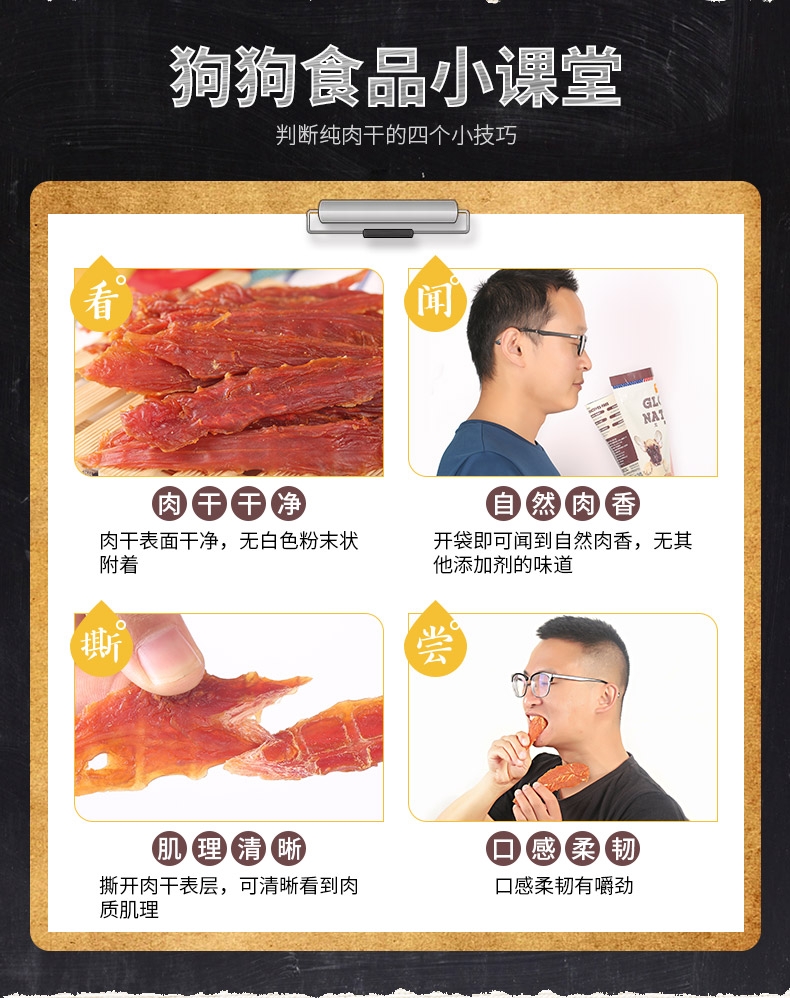 狗狗食品小课堂
判断纯肉干的四个小技巧
看
闻
GLO
NAT
肉干干净
自然肉香
肉干表面干净，无白色粉末状
附着
开袋即可闻到自然肉香，无其
他添加剂的味道
撕
尝
肌理清晰
口感柔韧
撕开肉干表层，可清晰看到肉
质肌理
口感柔韧有嚼劲